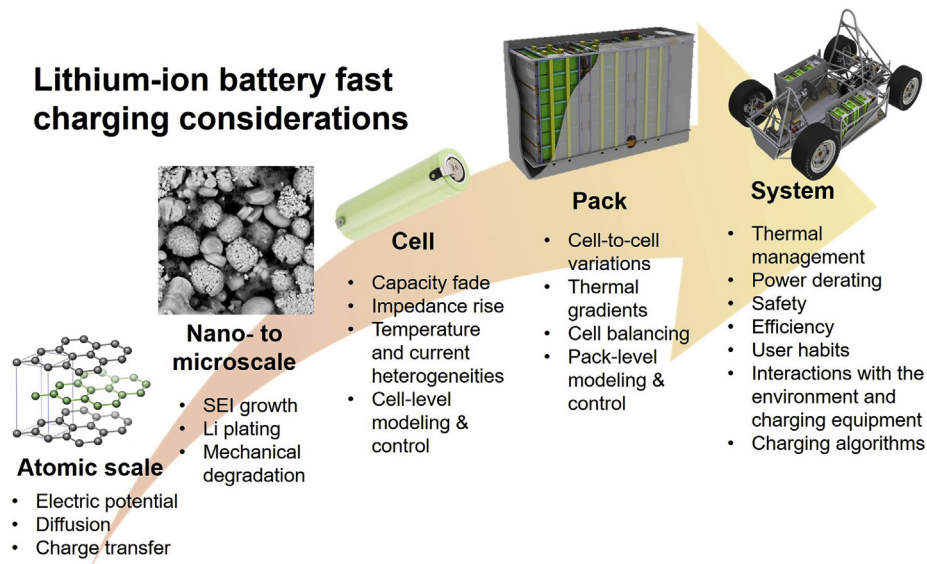 Lithium-ion battery fast
charging considerations
Atomic scale
• Electric potential
• Diffusion
• Charge transfer
Nano- to
microscale
• SEI growth
• Li plating
• Mechanical
degradation
Cell
• Capacity fade
• Impedance rise
• Temperature
and current
heterogeneities
• Cell-level
modeling &
control
Pack
• Cell-to-cell
variations
• Thermal
gradients
• Cell balancing
• Pack-level
modeling &
control
System
• Thermal
management
• Power derating
• Safety
• Efficiency
• User habits
• Interactions with the
environment and
charging equipment
• Charging algorithms